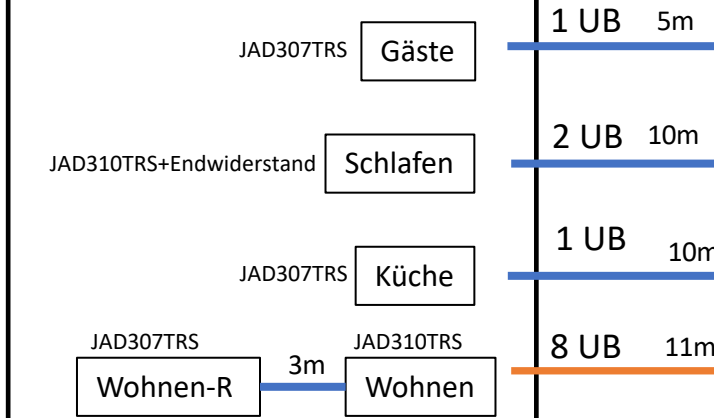 1 UB 5m
JAD307TRS Gäste
2 UB 10m
JAD310TRS+Endwiderstand Schlafen
1 UB 10m
JAD307TRS Küche
JAD307TRS JAD310TRS
8 UB 11m
3m
Wohnen-R Wohnen